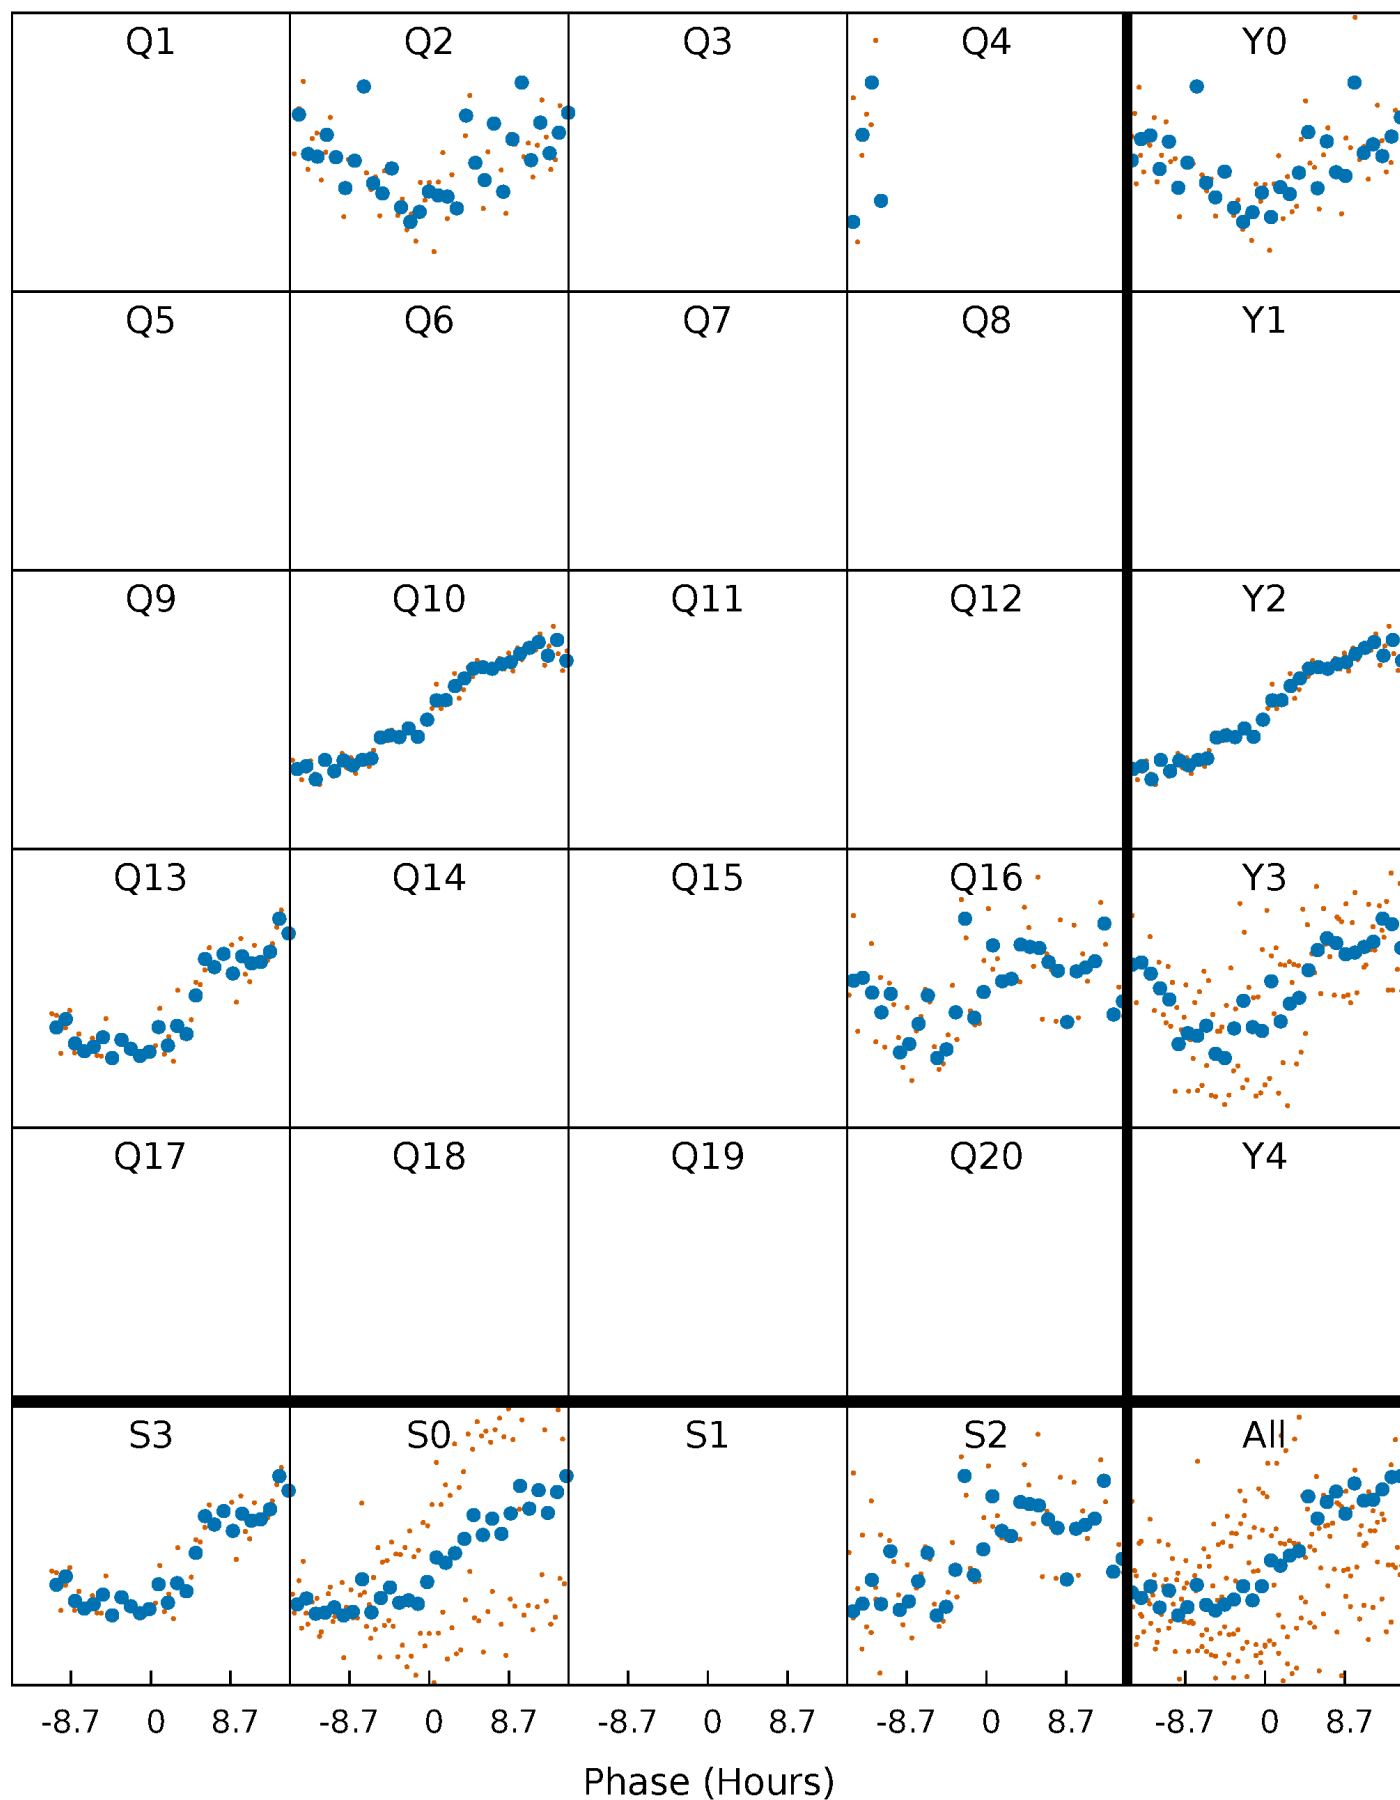 Q1 Q2 Q3 Q4 Y0
Q5 Q6 Q7 Q8 Y1
Q9 Q10 Q11 Q12 Y2
Q13 Q14 Q15 Q16 Y3
Q17 Q18 Q19 Q20 Y4
S3 S0 S1 S2 All
-8.7 0 8.7 -8.7 0 8.7 -8.7 0 8.7 -8.7 0 8.7 -8.7 0 8.7
Phase (Hours)